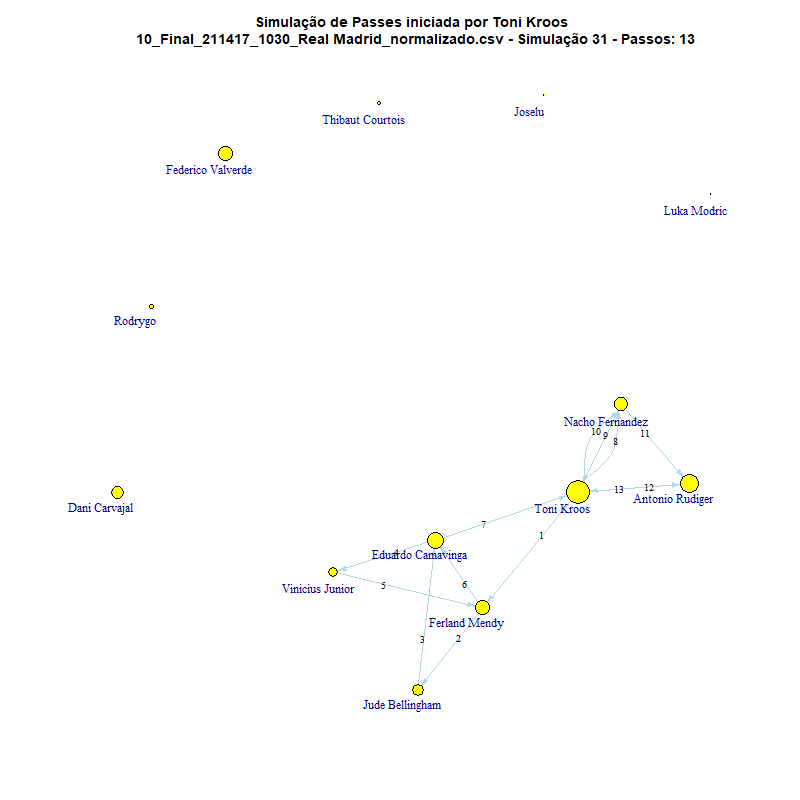 Simulação de Passes iniciada por Toni Kroos
10_Final_211417_1030_Real Madrid_normalizado.csv - Simulação 31 - Passos: 13
Thibaut Courtois
Joselu
Federico Valverde
Luka Modric
Rodrygo
Nacho Fernandez
10
9
11
8
Dani Carvajal
13
12
Antonio Rudiger
Toni Kroos
7
1
4
Eduardo Camavinga
Vinicius Junior
5
6
Ferland Mendy
3
2
Jude Bellingham